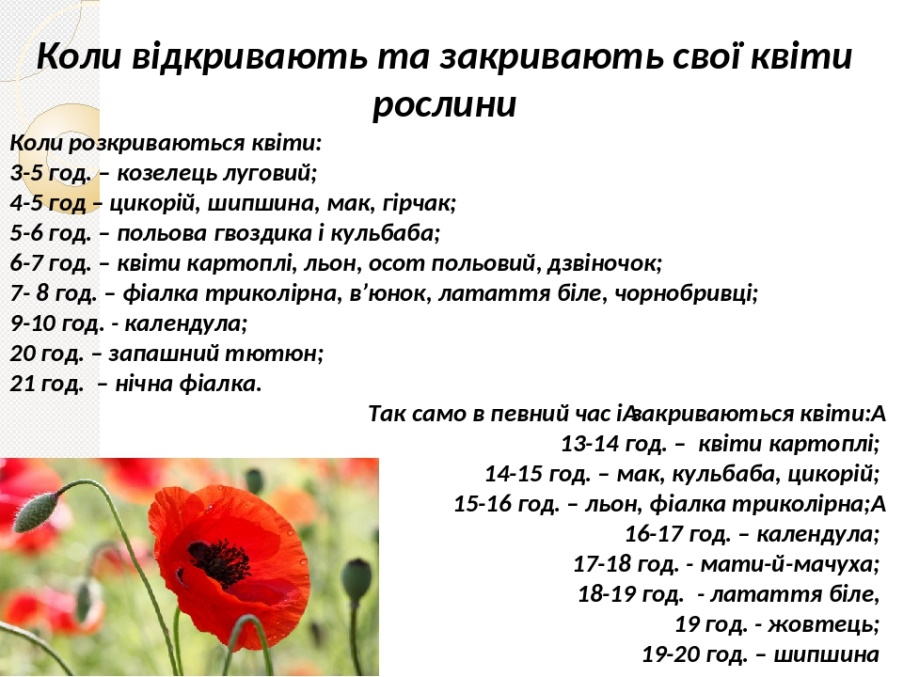 Коли відкривають та закривають свої квіти
рослини
Коли розкриваються квіти:
3-5 год. – козелець луговий;
4-5 год – цикорій, шипшина, мак, гірчак;
5-6 год. – польова гвоздика і кульбаба;
6-7 год. – квіти картоплі, льон, осот польовий, дзвіночок;
7- 8 год. – фіалка триколірна, в’юнок, латаття біле, чорнобривці;
9-10 год. - календула;
20 год. – запашний тютюн;
21 год.  – нічна фіалка.
Так само в певний час іАзакриваються квіти:А
13-14 год. –  квіти картоплі;
14-15 год. – мак, кульбаба, цикорій;
15-16 год. – льон, фіалка триколірна;А
16-17 год. – календула;
17-18 год. - мати-й-мачуха;
18-19 год.  - латаття біле,
19 год. - жовтець;
19-20 год. – шипшина